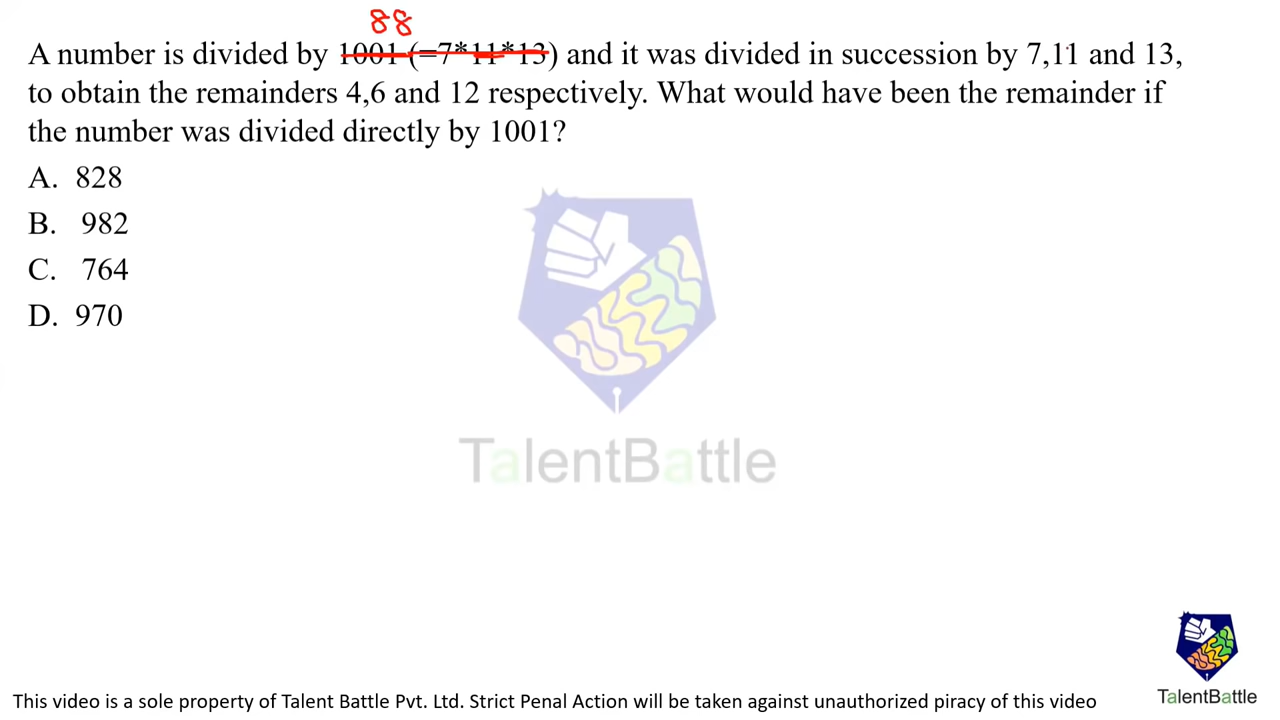 88
A number is divided by 1001 (=7*11*13) and it was divided in succession by 7,11 and 13,
to obtain the remainders 4,6 and 12 respectively. What would have been the remainder if
the number was divided directly by 1001?
A. 828
B. 982
C. 764
D. 970
TalentBattle
TalentBattle
This video is a sole property of Talent Battle Pvt. Ltd. Strict Penal Action will be taken against unauthorized piracy of this video